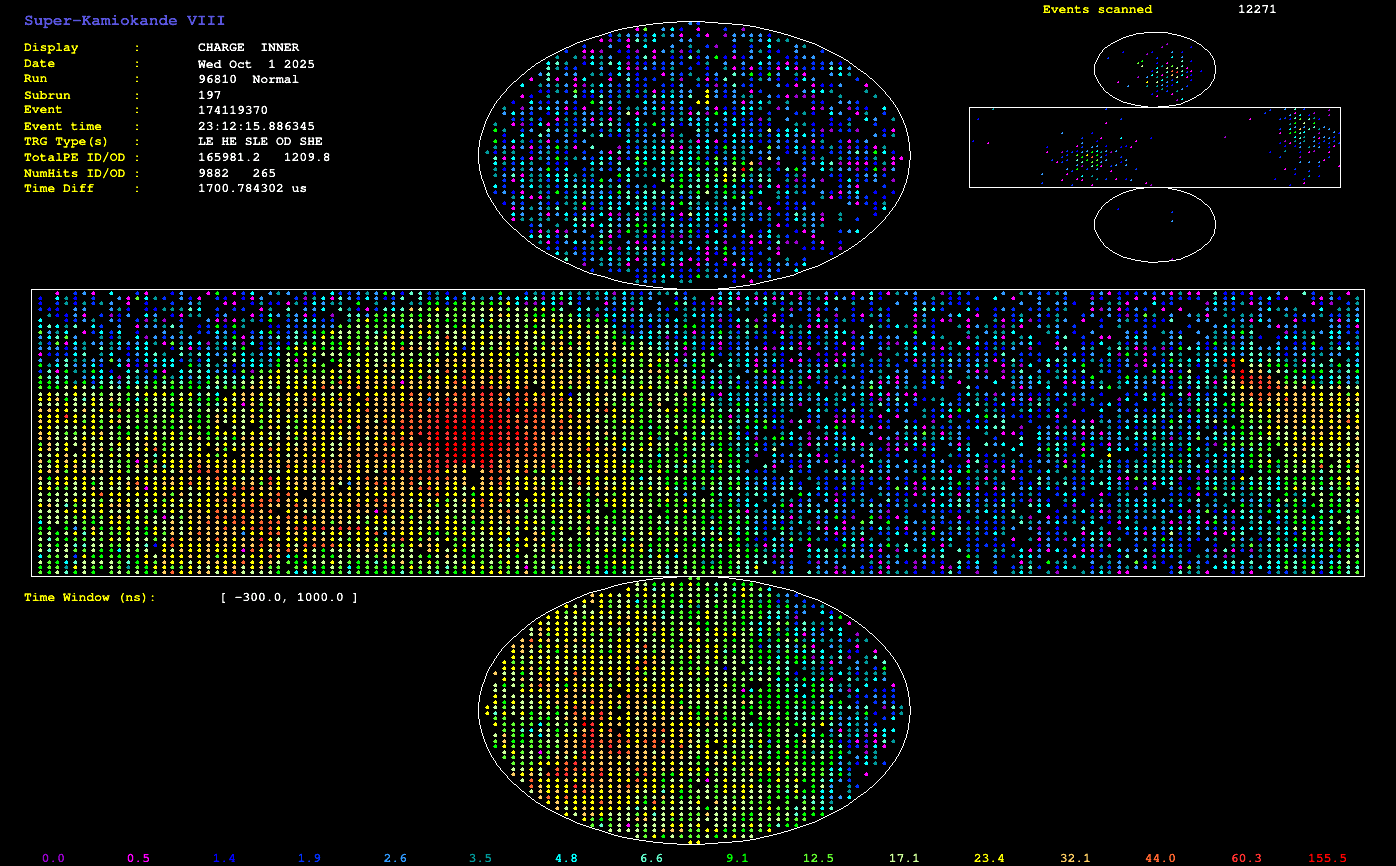 Super-Kamiokande VIII
Events scanned 12271
Display : CHARGE INNER
Date : Wed Oct 1 2025
Run : 96810 Normal
Subrun : 197
Event : 174119370
Event time : 23:12:15.886345
TRG Type(s) : LE HE SLE OD SHE
TotalPE ID/OD : 165981.2 1209.8
NumHits ID/OD : 9882 265
Time Diff : 1700.784302 us
Time Window (ns): [ -300.0, 1000.0 ]
0.0 0.5 1.4 1.9 2.6 3.5 4.8 6.6 9.1 12.5 17.1 23.4 32.1 44.0 60.3 155.5